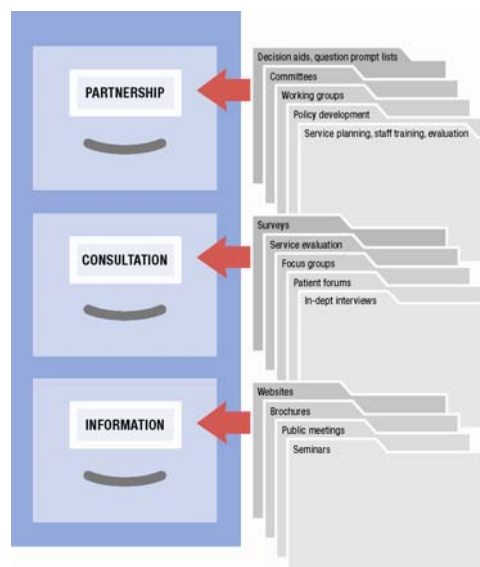 PARTNERSHIP
Decision aids, question prompt lists
Committees
Working groups
Policy development
Service planning, staff training, evaluation
CONSULTATION
Surveys
Service evaluation
Focus groups
Patient forums
In-dept interviews
INFORMATION
Websites
Brochures
Public meetings
Seminars